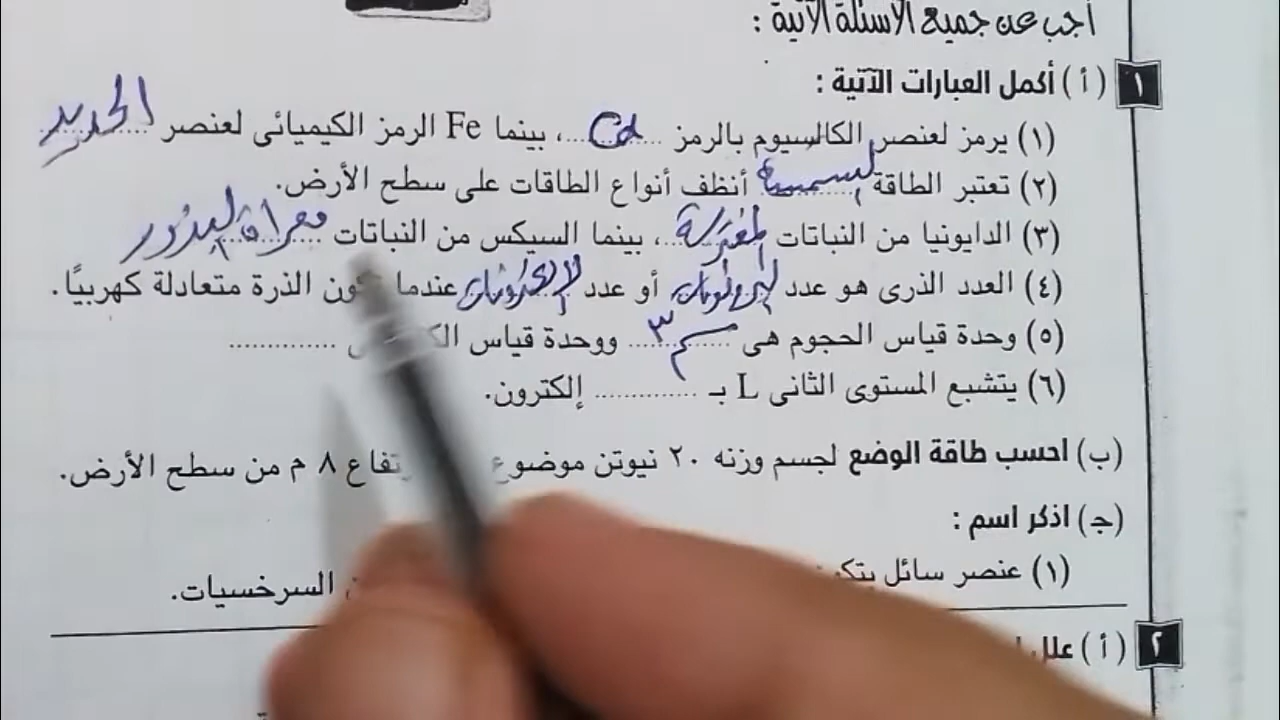 أجب عن جميع الأسئلة الآتية :
١ (أ) أكمل العبارات الآتية :
(١) يرمز لعنصر الكالسيوم بالرمز Ca ، بينما Fe الرمز الكيميائى لعنصر الحديد
(٢) تعتبر الطاقة الشمسية أنظف أنواع الطاقات على سطح الأرض.
(٣) الدايونيا من النباتات المفترسة ، بينما السيكس من النباتات معراة البذور
(٤) العدد الذرى هو عدد البروتونات أو عدد الإلكترونات عندما الذرة متعادلة كهربيًا.
(٥) وحدة قياس الحجوم هى سم٣ ووحدة قياس ..............
(٦) يتشبع المستوى الثانى L بـ .............. إلكترون.
(ب) احسب طاقة الوضع لجسم وزنه ٢٠ نيوتن موضوع ٨ م من سطح الأرض.
(جـ) اذكر اسم :
(١) عنصر سائل السرخسيات.
٢ (أ) علل